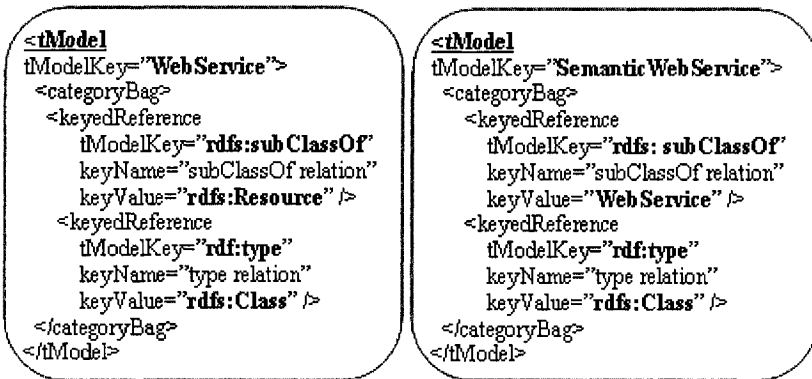 <tModel
tModelKey="WebService">
<categoryBag>
<keyedReference
tModelKey="rdfs:subClassOf"
keyName="subClassOf relation"
keyValue="rdfs:Resource" />
<keyedReference
tModelKey="rdf:type"
keyName="type relation"
keyValue="rdfs:Class" />
</categoryBag>
</tModel>
<tModel
tModelKey="SemanticWebService">
<categoryBag>
<keyedReference
tModelKey="rdfs: subClassOf"
keyName="subClassOf relation"
keyValue="WebService" />
<keyedReference
tModelKey="rdf:type"
keyName="type relation"
keyValue="rdfs:Class" />
</categoryBag>
</tModel>